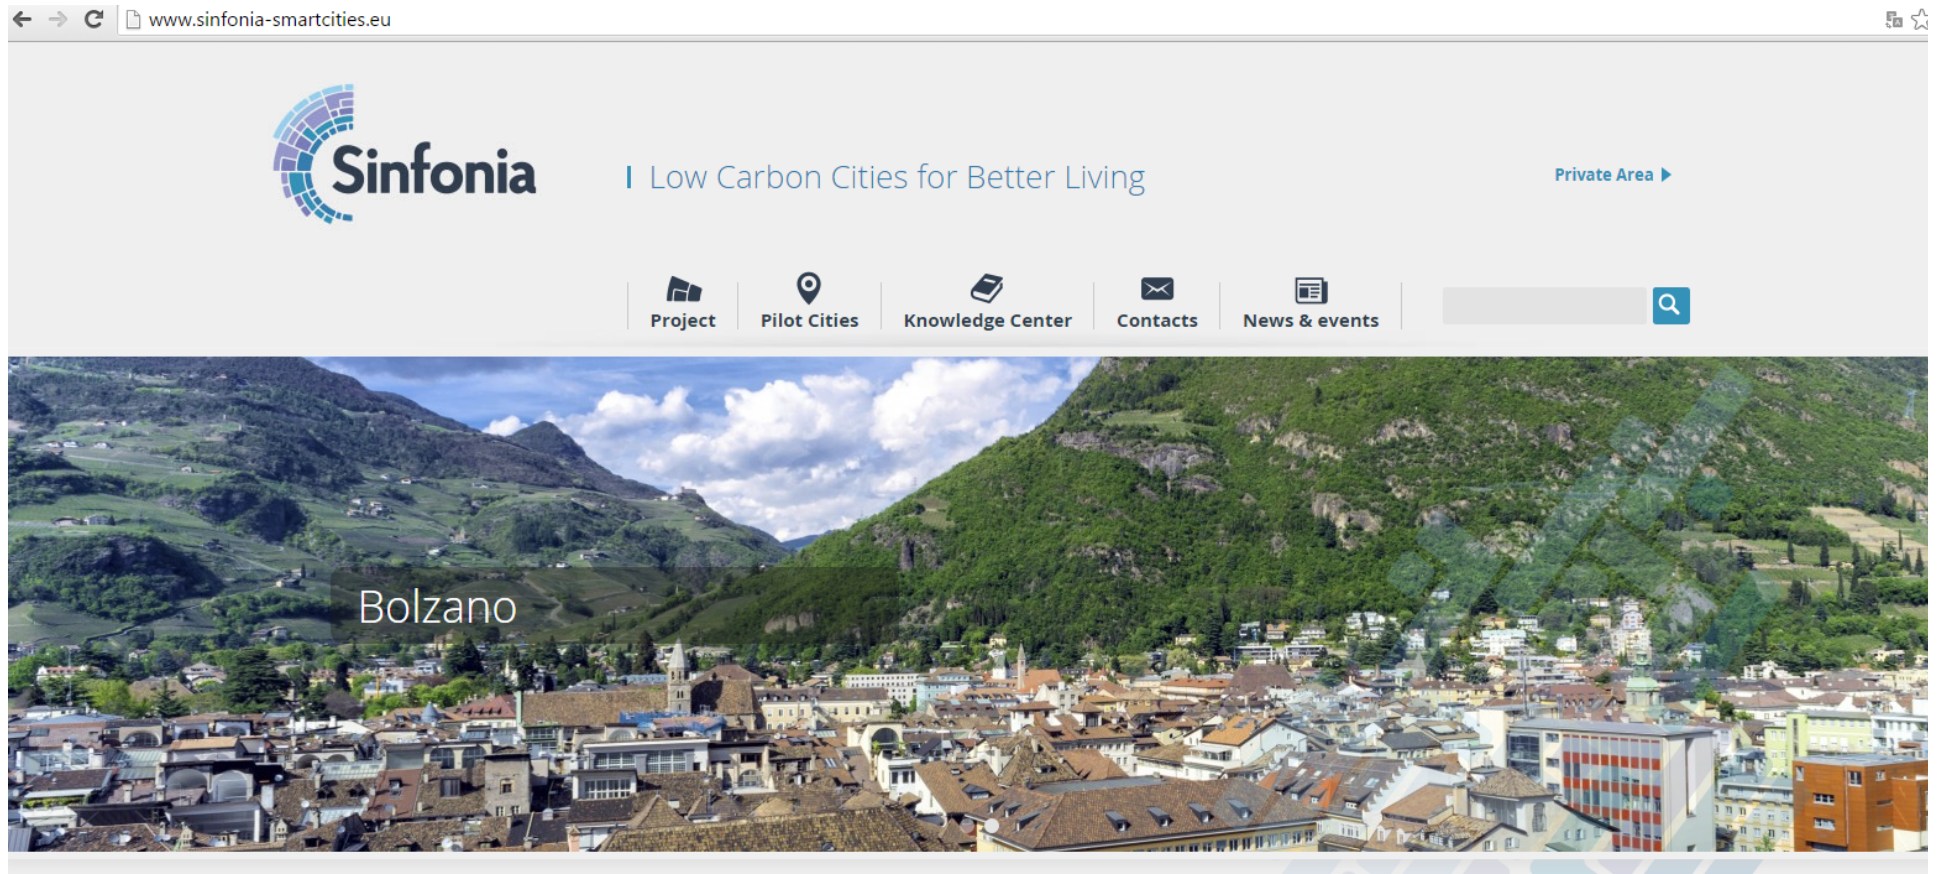 www.sinfonia-smartcities.eu
Sinfonia
Low Carbon Cities for Better Living
Private Area
Project
Pilot Cities
Knowledge Center
Contacts
News & events
Bolzano